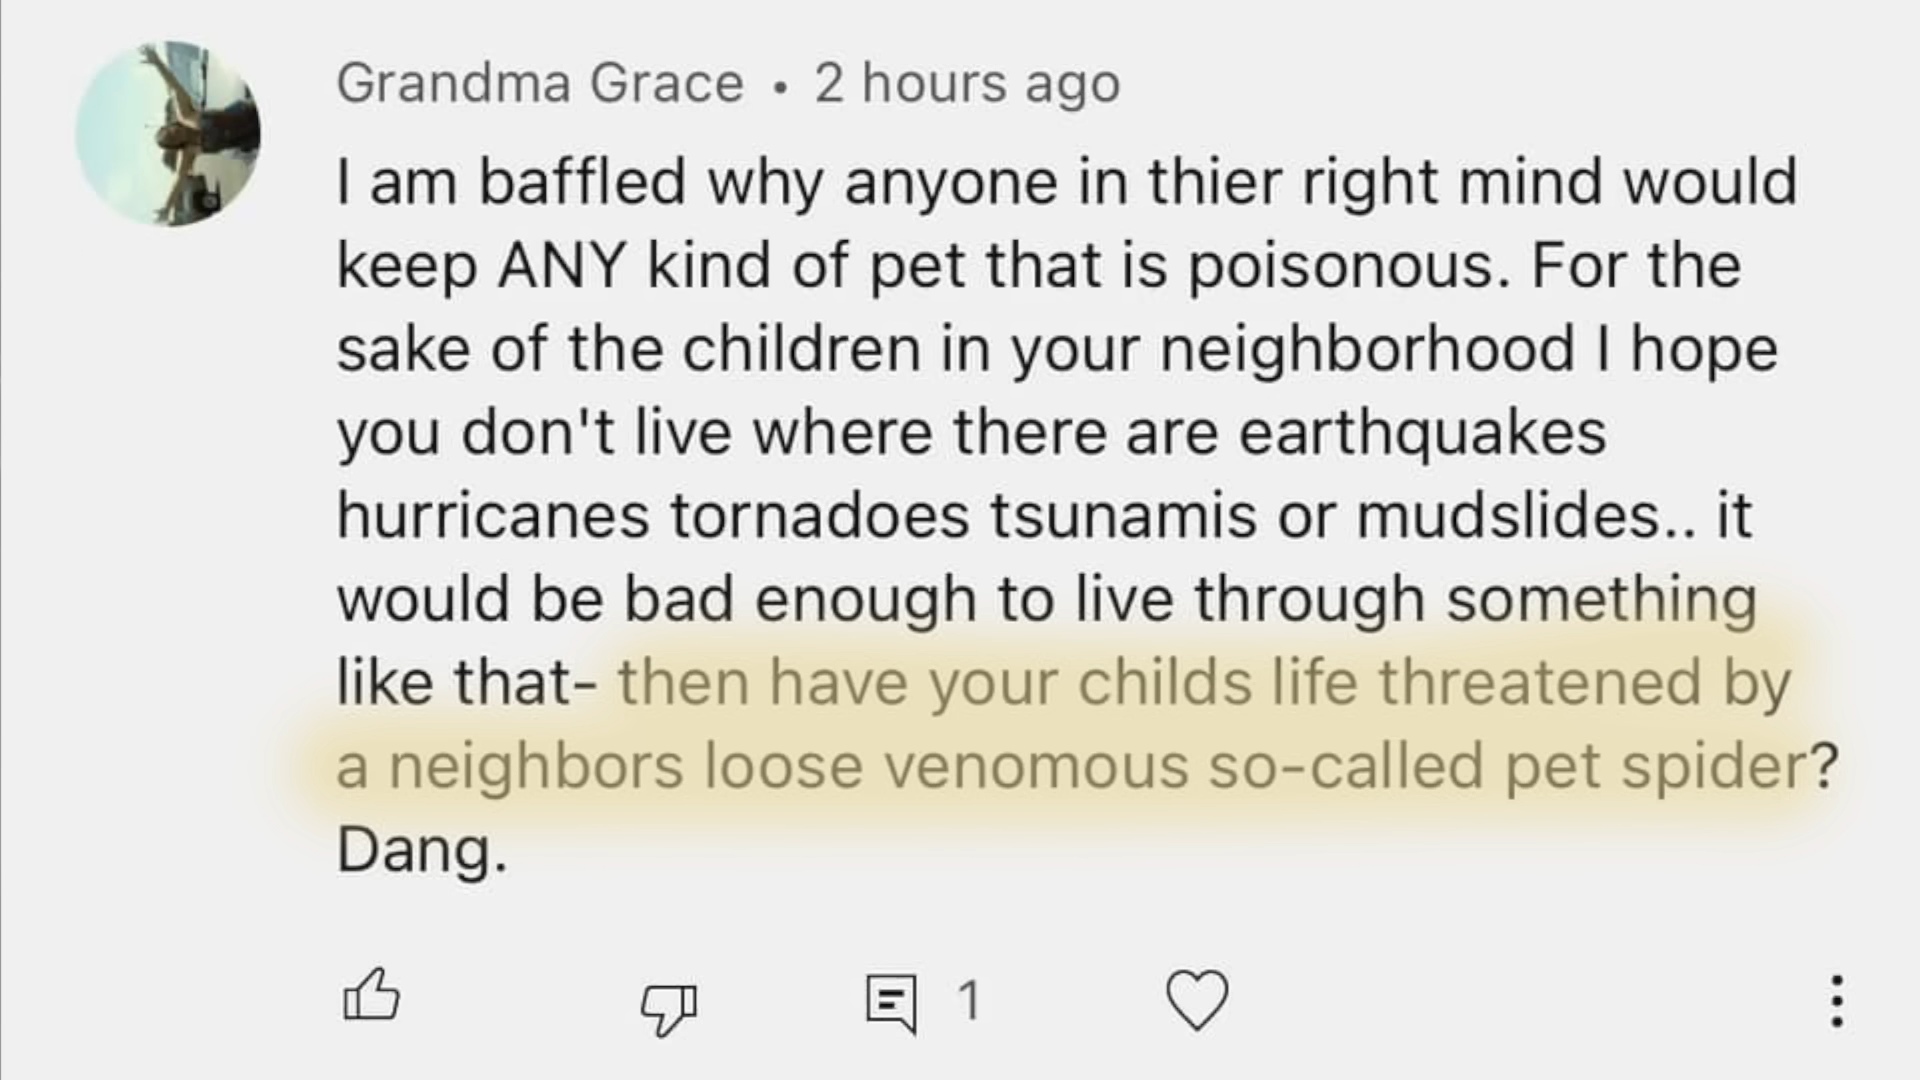 Grandma Grace • 2 hours ago
I am baffled why anyone in thier right mind would
keep ANY kind of pet that is poisonous. For the
sake of the children in your neighborhood I hope
you don't live where there are earthquakes
hurricanes tornadoes tsunamis or mudslides.. it
would be bad enough to live through something
like that- then have your childs life threatened by
a neighbors loose venomous so-called pet spider?
Dang.
1